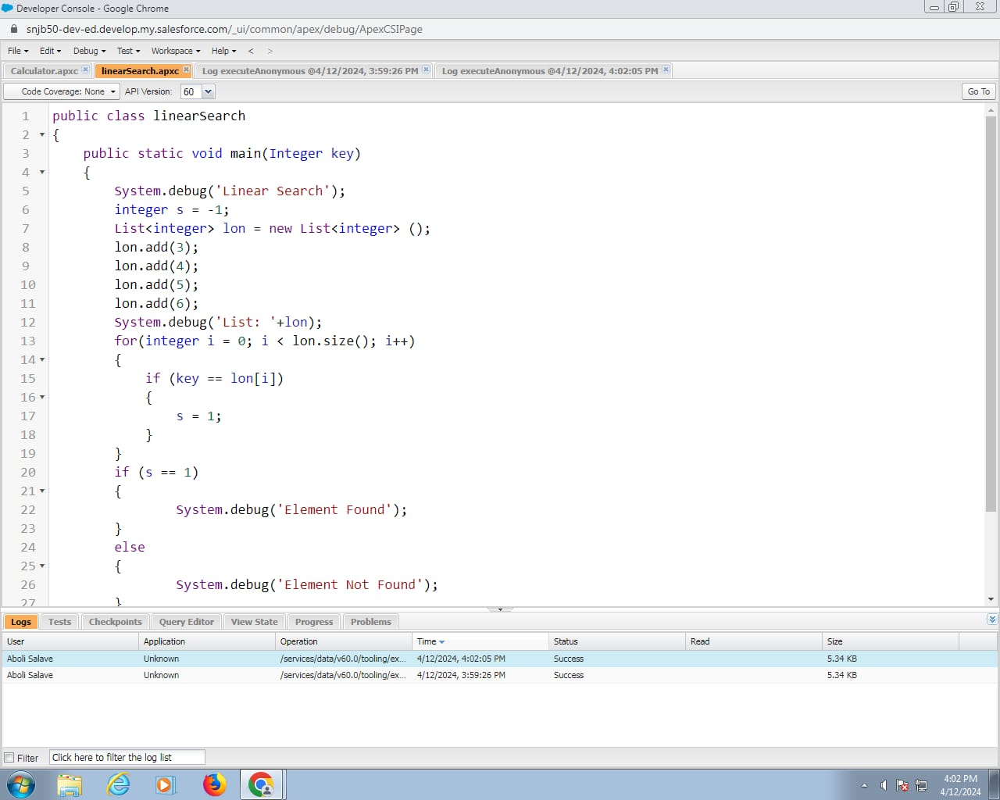 Developer Console - Google Chrome
snjb50-dev-ed.develop.my.salesforce.com/_ui/common/apex/debug/ApexCSIPage
File Edit Debug Test Workspace Help < >
Calculator.apxc linearSearch.apxc Log executeAnonymous @4/12/2024, 3:59:26 PM Log executeAnonymous @4/12/2024, 4:02:05 PM
Code Coverage: None API Version: 60 Go To
1 public class linearSearch
2 {
3 public static void main(Integer key)
4 {
5 System.debug('Linear Search');
6 integer s = -1;
7 List<integer> lon = new List<integer> ();
8 lon.add(3);
9 lon.add(4);
10 lon.add(5);
11 lon.add(6);
12 System.debug('List: '+lon);
13 for(integer i = 0; i < lon.size(); i++)
14 {
15 if (key == lon[i])
16 {
17 s = 1;
18 }
19 }
20 if (s == 1)
21 {
22 System.debug('Element Found');
23 }
24 else
25 {
26 System.debug('Element Not Found');
27 }
Logs Tests Checkpoints Query Editor View State Progress Problems
User Application Operation Time Status Read Size
Aboli Salave Unknown /services/data/v60.0/tooling/ex... 4/12/2024, 4:02:05 PM Success 5.34 KB
Aboli Salave Unknown /services/data/v60.0/tooling/ex... 4/12/2024, 3:59:26 PM Success 5.34 KB
Filter Click here to filter the log list
4:02 PM
4/12/2024